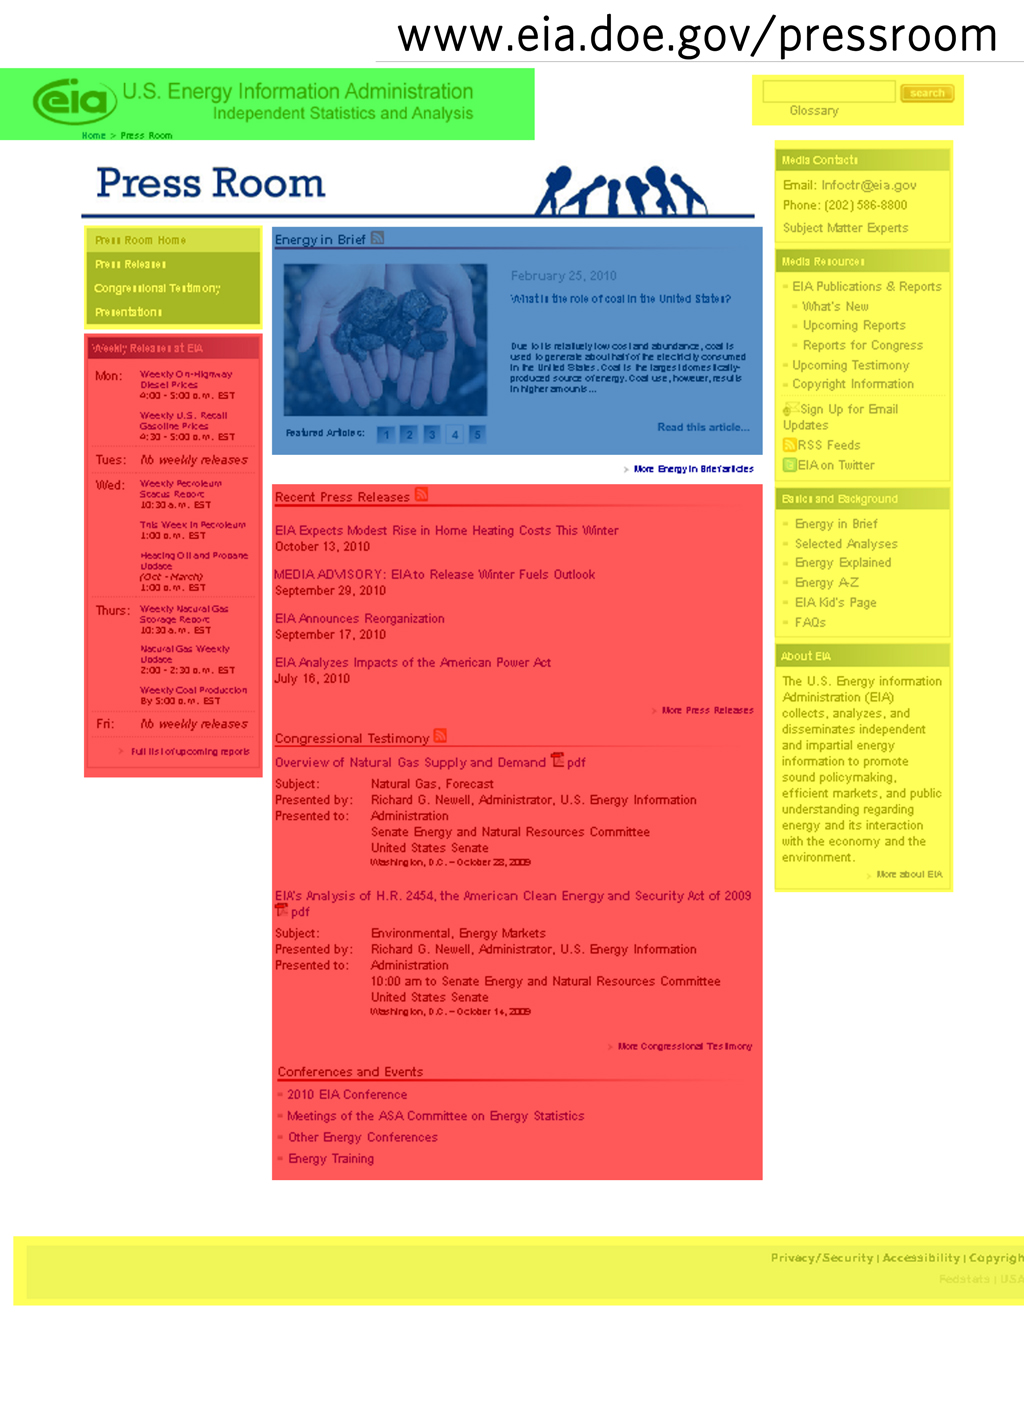 www.eia.doe.gov/pressroom
eia U.S. Energy Information Administration
Independent Statistics and Analysis
search
Glossary
Home > Press Room
Press Room
Press Room Home
Press Releases
Congressional Testimony
Presentations
Weekly Releases at EIA
Mon: Weekly On-Highway
Diesel Prices
4:00 - 5:00 p.m. EST
Weekly U.S. Retail
Gasoline Prices
4:30 - 5:00 p.m. EST
Tues: No weekly releases
Wed: Weekly Petroleum
Status Report
10:30 a.m. EST
This Week In Petroleum
1:00 p.m. EST
Heating Oil and Propane
Update
(Oct - March)
1:00 p.m. EST
Thurs: Weekly Natural Gas
Storage Report
10:30 a.m. EST
Natural Gas Weekly
Update
2:00 - 2:30 p.m. EST
Weekly Coal Production
By 5:00 p.m. EST
Fri: No weekly releases
> Full list of upcoming reports
Energy in Brief
February 25, 2010
What is the role of coal in the United States?
Due to its relatively low cost and abundance, coal is
used to generate about half of the electricity consumed
in the United States. Coal is the largest domestically-
produced source of energy. Coal use, however, results
in higher amounts...
Featured Articles: 1 2 3 4 5
Read this article...
> More Energy in Brief articles
Recent Press Releases
EIA Expects Modest Rise in Home Heating Costs This Winter
October 13, 2010
MEDIA ADVISORY: EIA to Release Winter Fuels Outlook
September 29, 2010
EIA Announces Reorganization
September 17, 2010
EIA Analyzes Impacts of the American Power Act
July 16, 2010
> More Press Releases
Congressional Testimony
Overview of Natural Gas Supply and Demand pdf
Subject: Natural Gas, Forecast
Presented by: Richard G. Newell, Administrator, U.S. Energy Information
Presented to: Administration
Senate Energy and Natural Resources Committee
United States Senate
Washington, D.C. – October 28, 2009
EIA's Analysis of H.R. 2454, the American Clean Energy and Security Act of 2009
pdf
Subject: Environmental, Energy Markets
Presented by: Richard G. Newell, Administrator, U.S. Energy Information
Presented to: Administration
10:00 am to Senate Energy and Natural Resources Committee
United States Senate
Washington, D.C. – October 14, 2009
> More Congressional Testimony
Conferences and Events
2010 EIA Conference
Meetings of the ASA Committee on Energy Statistics
Other Energy Conferences
Energy Training
Media Contacts
Email: Infoctr@eia.gov
Phone: (202) 586-8800
Subject Matter Experts
Media Resources
EIA Publications & Reports
What's New
Upcoming Reports
Reports for Congress
Upcoming Testimony
Copyright Information
Sign Up for Email
Updates
RSS Feeds
EIA on Twitter
Basics and Background
Energy in Brief
Selected Analyses
Energy Explained
Energy A-Z
EIA Kid's Page
FAQs
About EIA
The U.S. Energy information
Administration (EIA)
collects, analyzes, and
disseminates independent
and impartial energy
information to promote
sound policymaking,
efficient markets, and public
understanding regarding
energy and its interaction
with the economy and the
environment.
> More about EIA
Privacy/Security | Accessibility | Copyrigh
Fedstats | USA